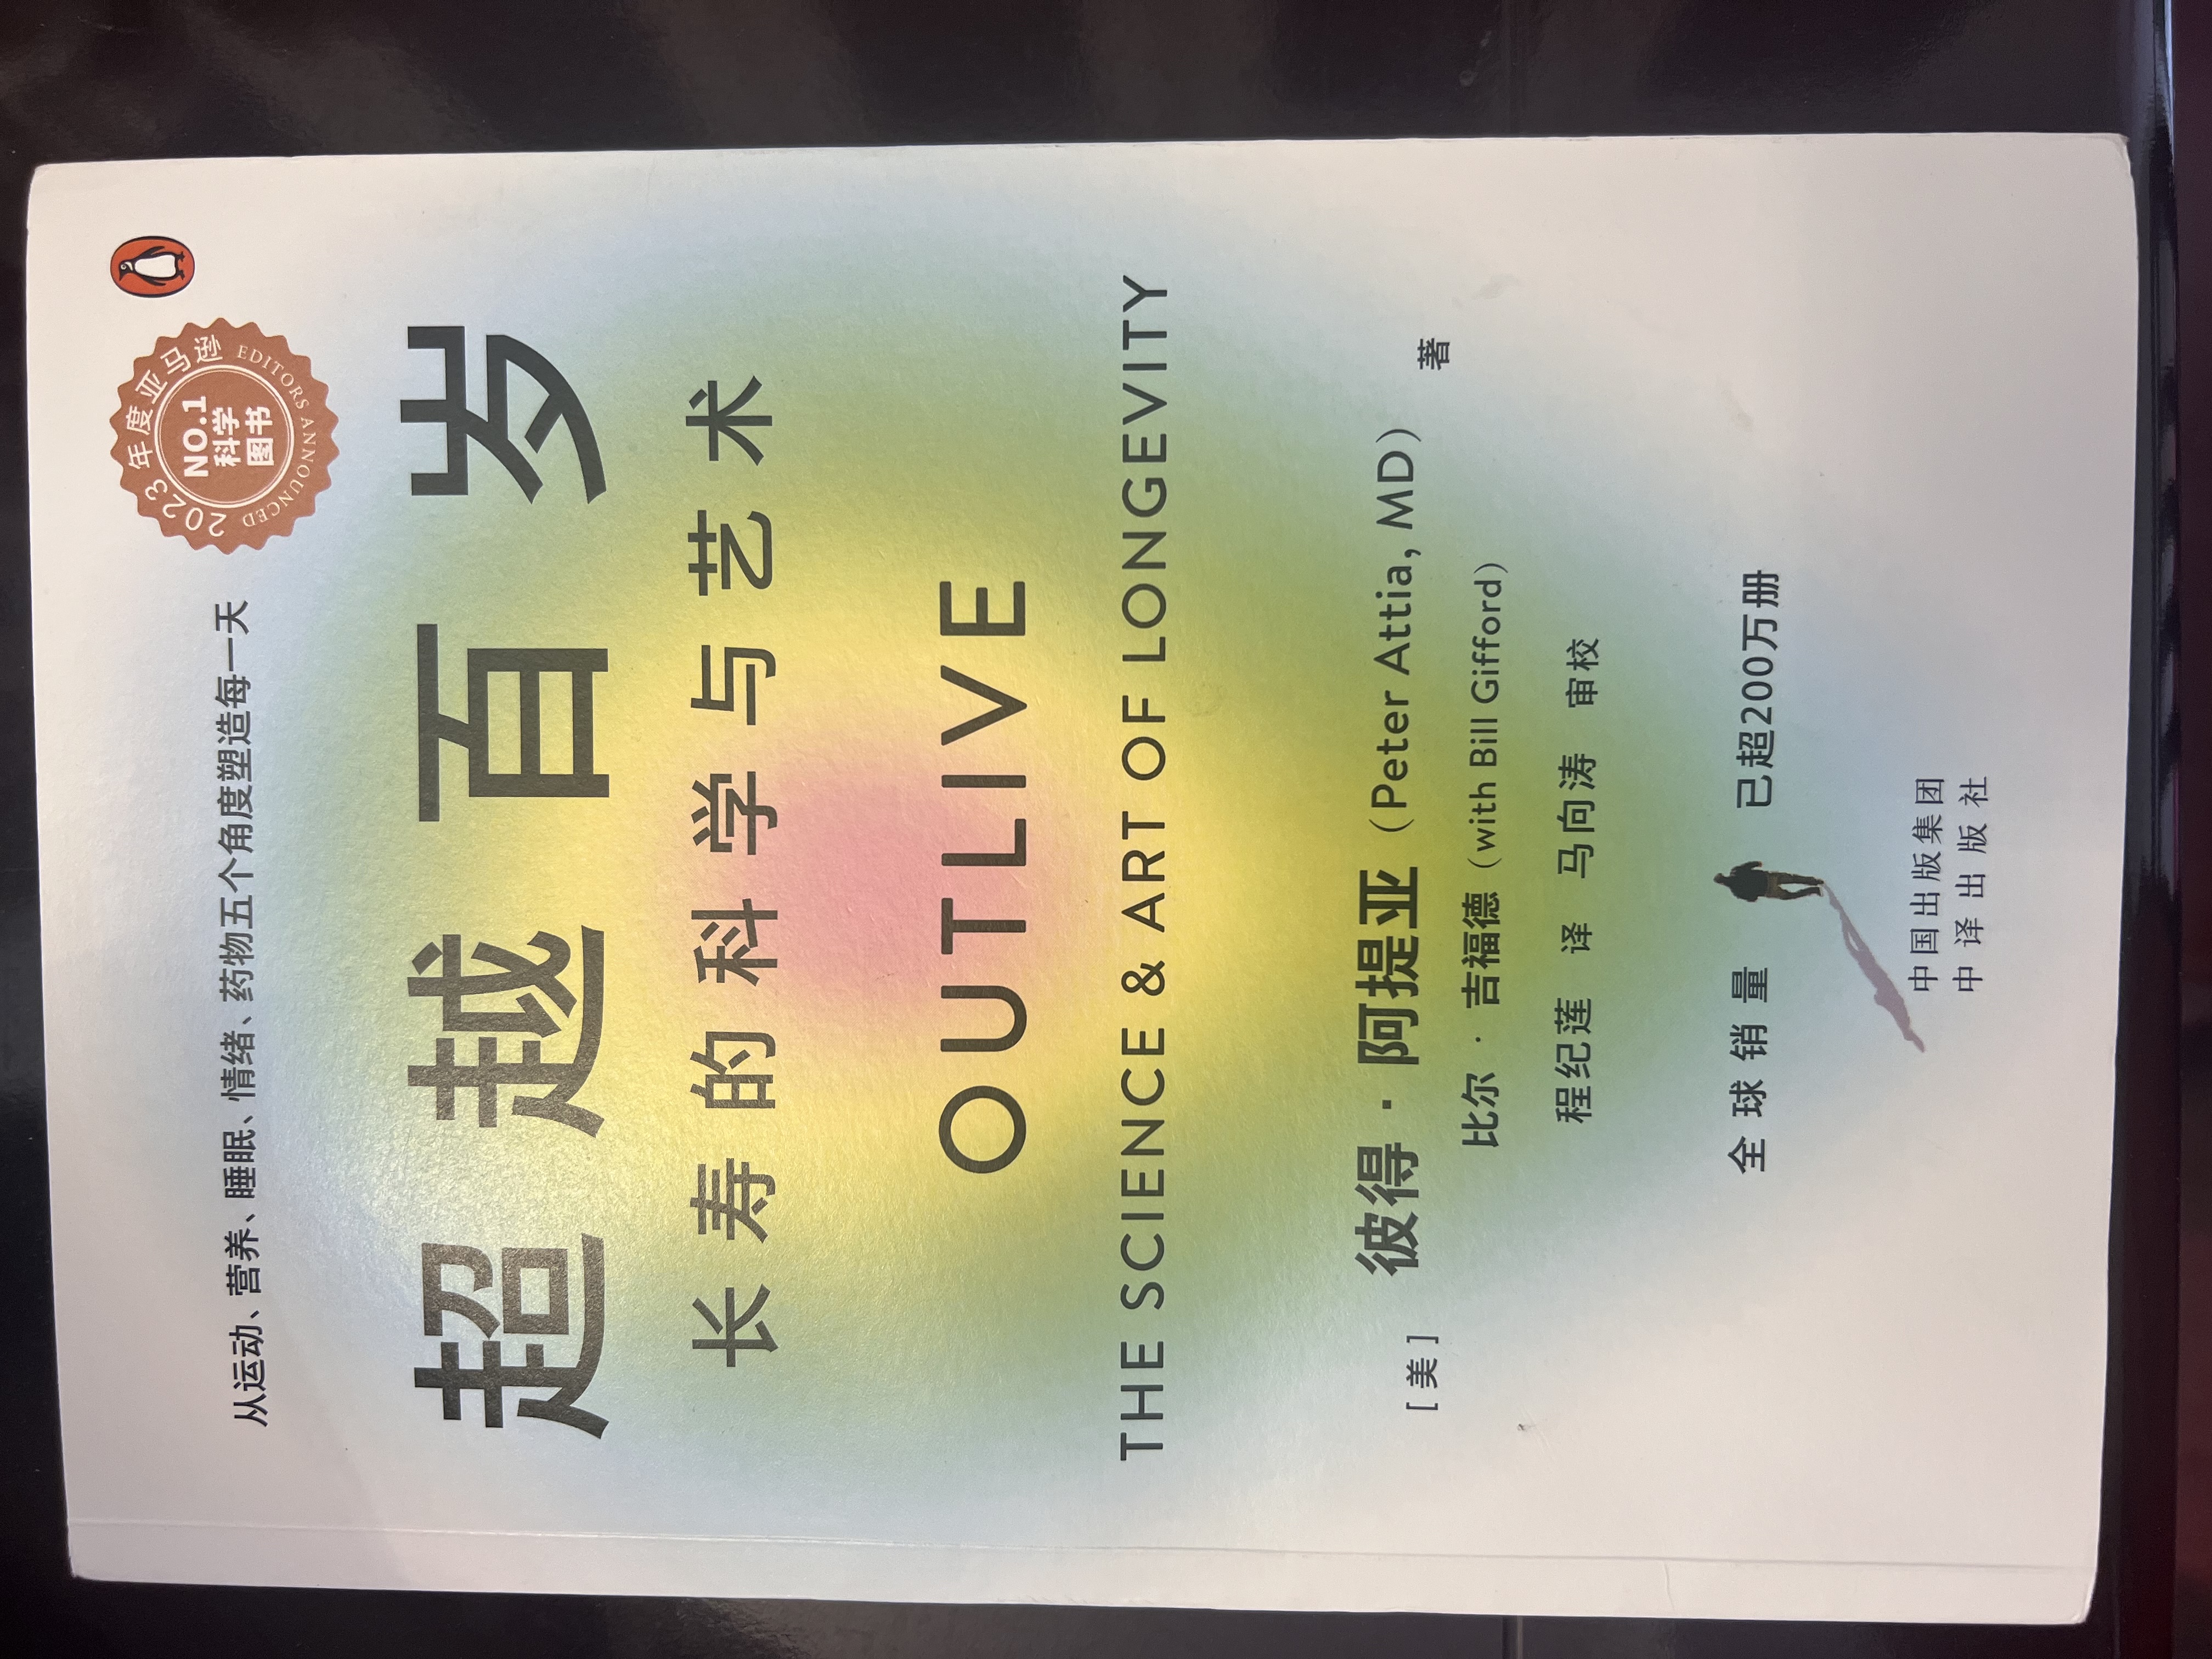 2023年度亚马逊
NO.1
科学
图书
EDITORS ANNOUNCED
从运动、营养、睡眠、情绪、药物五个角度塑造每一天
超越百岁
长寿的科学与艺术
OUTLIVE
THE SCIENCE & ART OF LONGEVITY
[美] 彼得·阿提亚（Peter Attia, MD） 著
比尔·吉福德（with Bill Gifford）
程纪莲 译 马向涛 审校
全球销量 已超200万册
中国出版集团
中译出版社